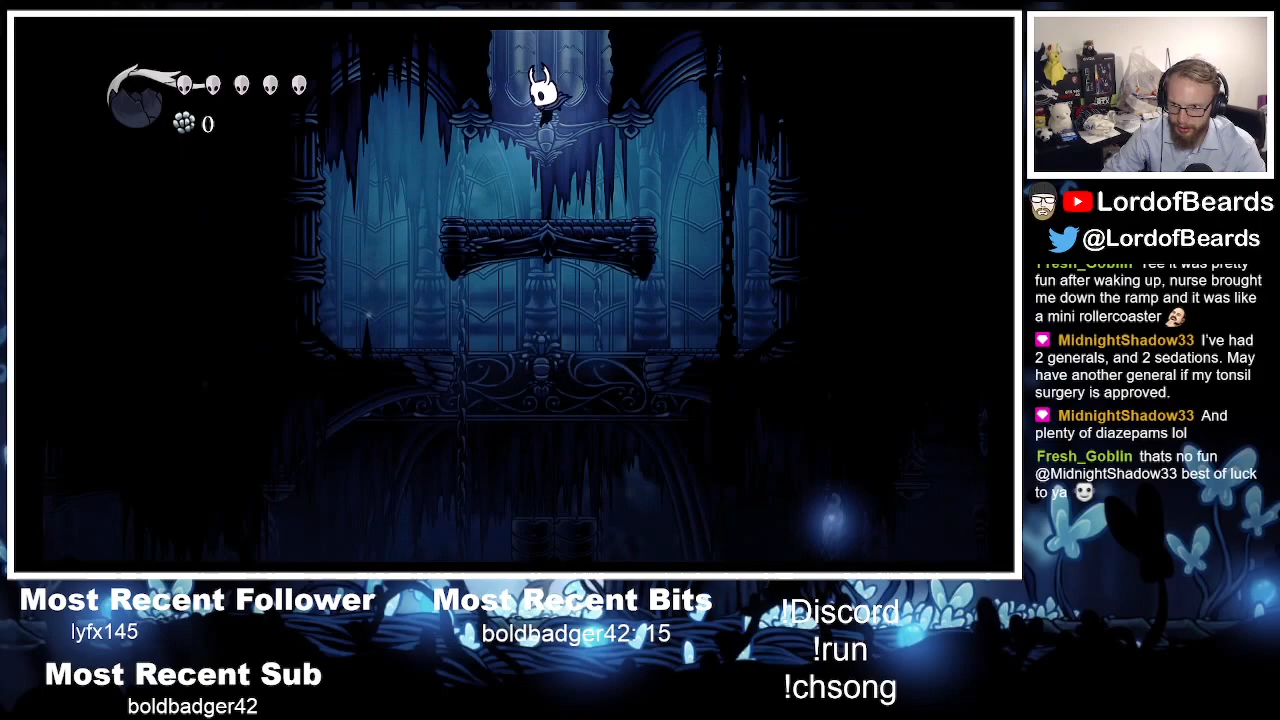 0
LordofBeards
@LordofBeards
Fresh_Goblin Yee it was pretty
fun after waking up, nurse brought
me down the ramp and it was like
a mini rollercoaster
MidnightShadow33 I've had
2 generals, and 2 sedations. May
have another general if my tonsil
surgery is approved.
MidnightShadow33 And
plenty of diazepams lol
Fresh_Goblin thats no fun
@MidnightShadow33 best of luck
to ya
Most Recent Follower
lyfx145
Most Recent Bits
boldbadger42: 15
Most Recent Sub
boldbadger42
!Discord
!run
!chsong